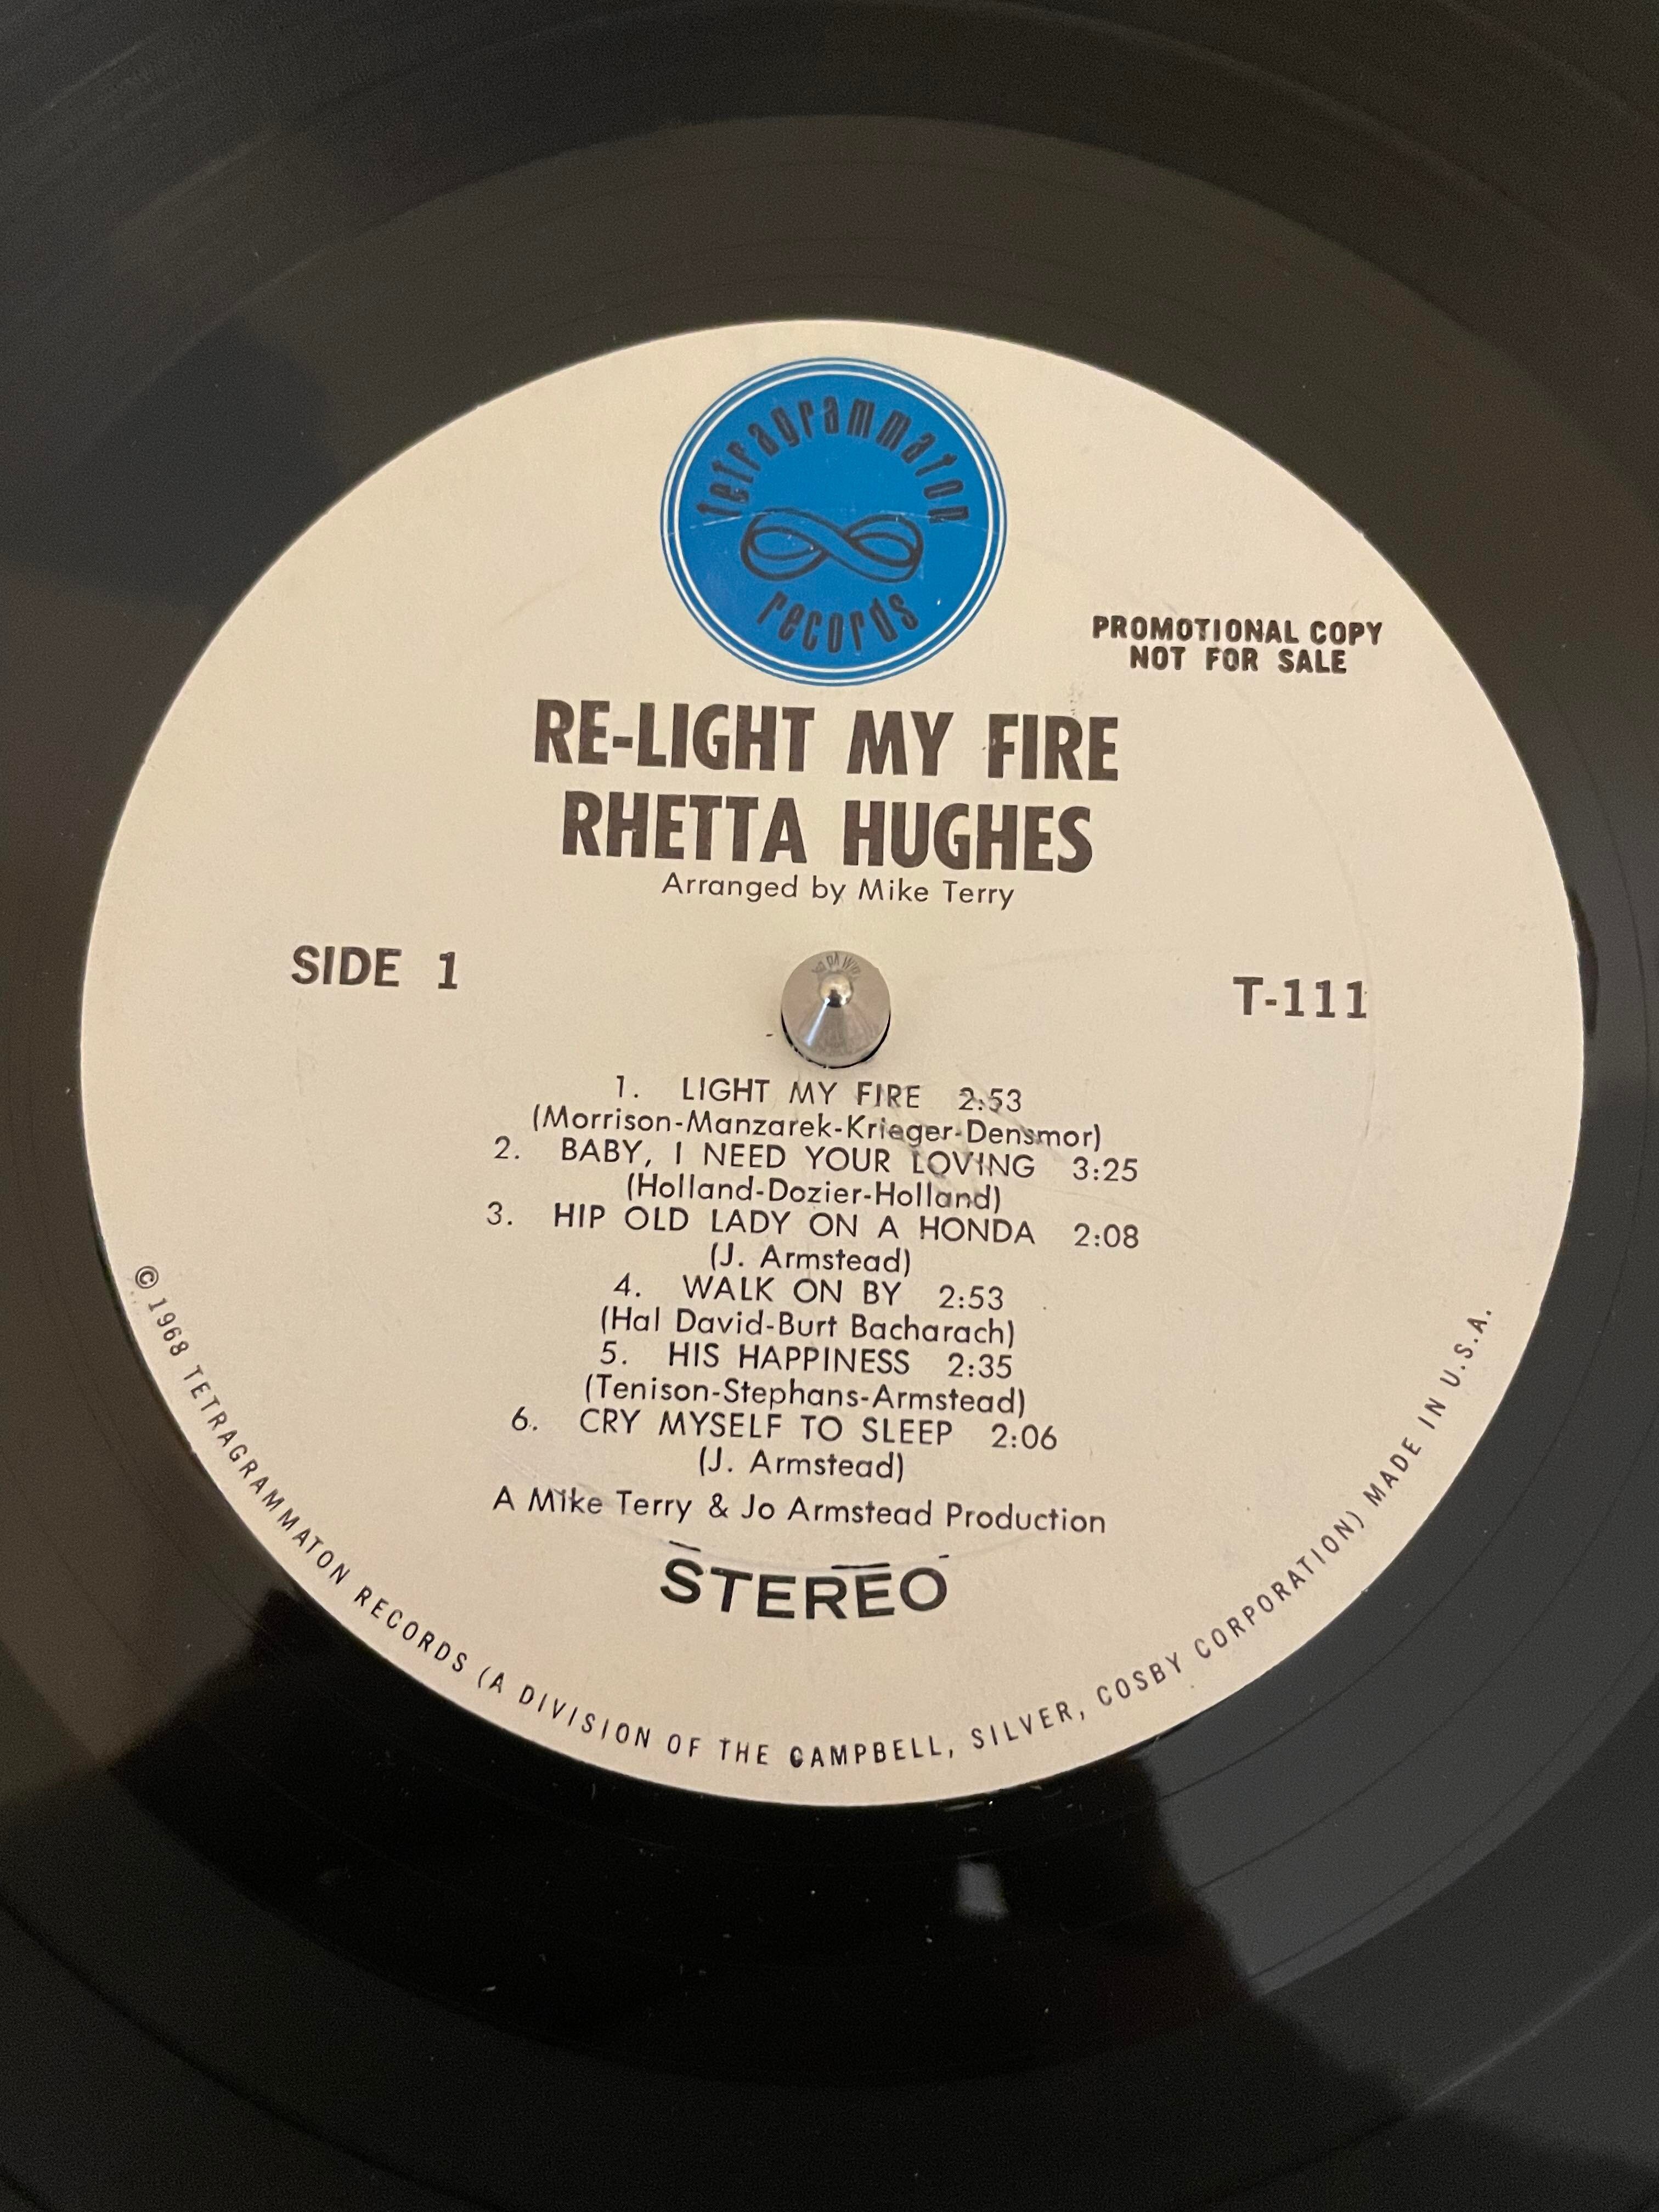 tetragrammaton
records
PROMOTIONAL COPY
NOT FOR SALE
RE-LIGHT MY FIRE
RHETTA HUGHES
Arranged by Mike Terry
SIDE 1
T-111
1. LIGHT MY FIRE 2:53
(Morrison-Manzarek-Krieger-Densmor)
2. BABY, I NEED YOUR LOVING 3:25
(Holland-Dozier-Holland)
3. HIP OLD LADY ON A HONDA 2:08
(J. Armstead)
4. WALK ON BY 2:53
(Hal David-Burt Bacharach)
5. HIS HAPPINESS 2:35
(Tenison-Stephans-Armstead)
6. CRY MYSELF TO SLEEP 2:06
(J. Armstead)
A Mike Terry & Jo Armstead Production
STEREO
© 1968 TETRAGRAMMATON RECORDS (A DIVISION OF THE CAMPBELL, SILVER, COSBY CORPORATION) MADE IN U.S.A.